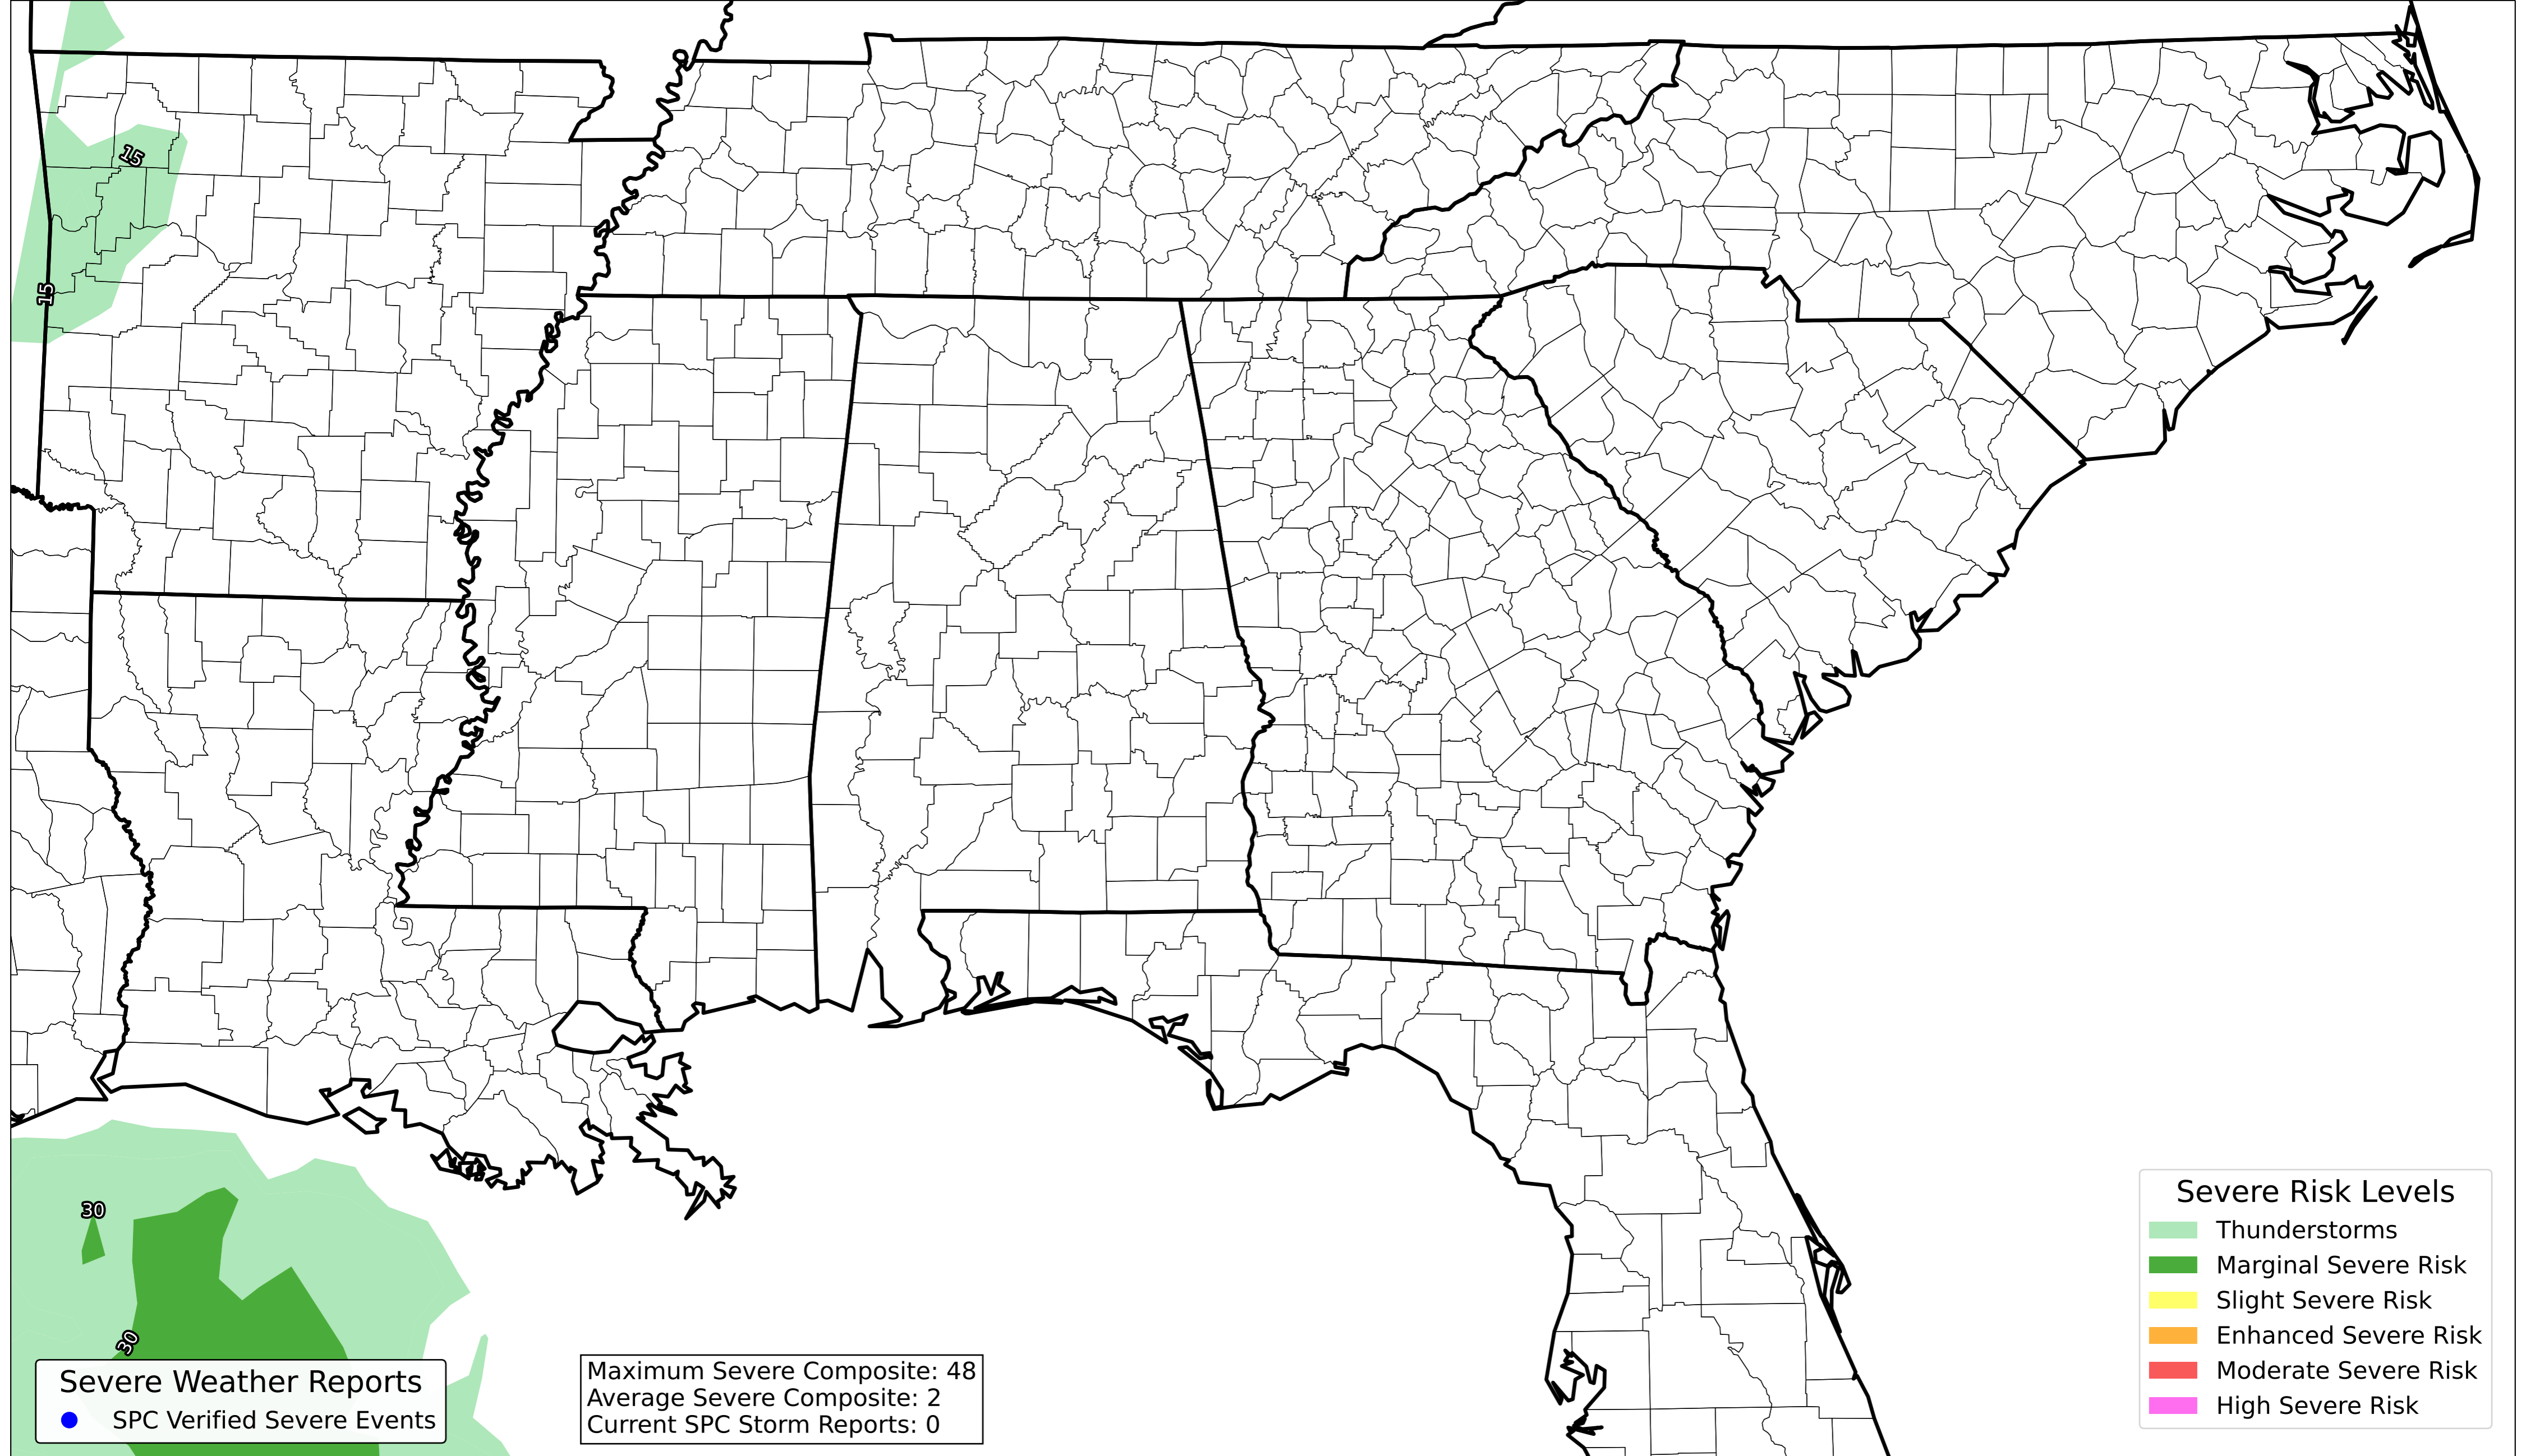 15
15
30
30
Severe Weather Reports
SPC Verified Severe Events
Maximum Severe Composite: 48
Average Severe Composite: 2
Current SPC Storm Reports: 0
Severe Risk Levels
Thunderstorms
Marginal Severe Risk
Slight Severe Risk
Enhanced Severe Risk
Moderate Severe Risk
High Severe Risk